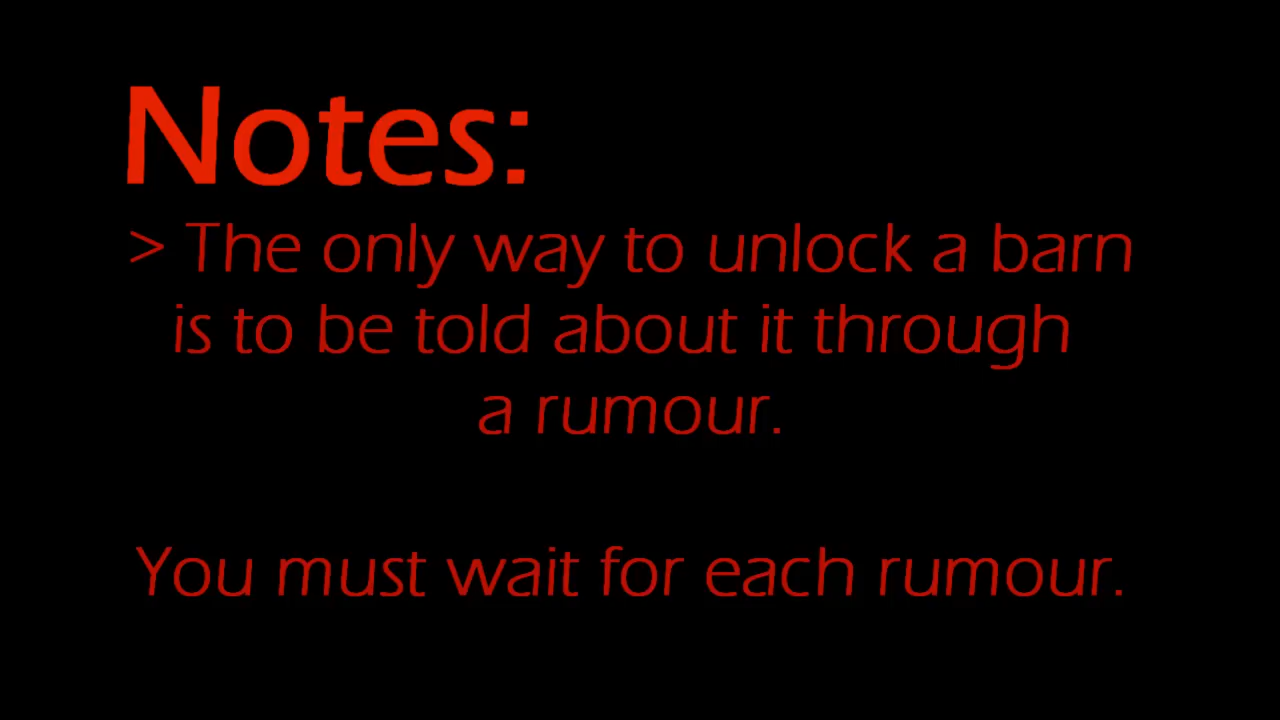 Notes:
> The only way to unlock a barn
is to be told about it through
a rumour.
You must wait for each rumour.